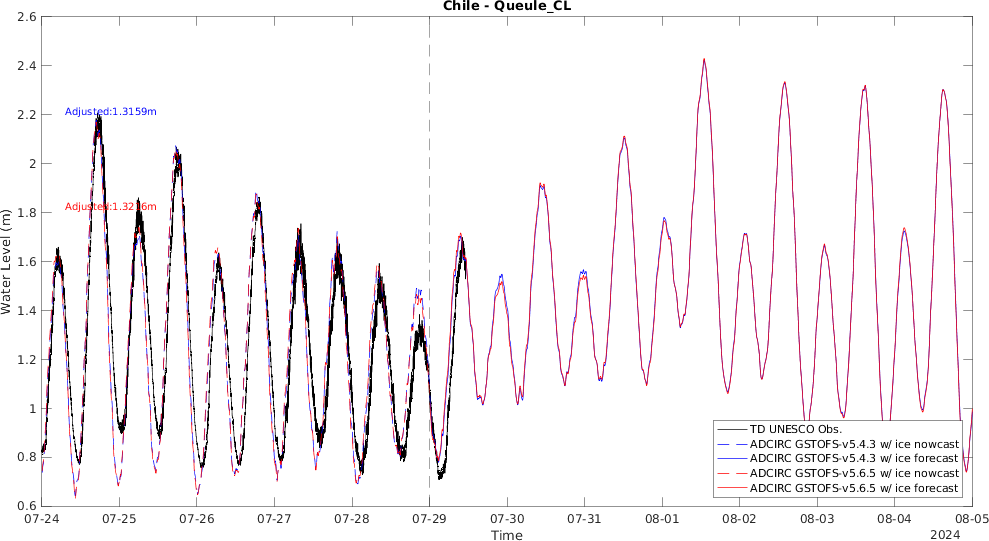 Chile - Queule_CL
2.6
2.4
2.2
2
1.8
1.6
1.4
1.2
1
0.8
0.6
Water Level (m)
Adjusted:1.3159m
Adjusted:1.3216m
TD UNESCO Obs.
ADCIRC GSTOFS-v5.4.3 w/ ice nowcast
ADCIRC GSTOFS-v5.4.3 w/ ice forecast
ADCIRC GSTOFS-v5.6.5 w/ ice nowcast
ADCIRC GSTOFS-v5.6.5 w/ ice forecast
07-24 07-25 07-26 07-27 07-28 07-29 07-30 07-31 08-01 08-02 08-03 08-04 08-05
Time
2024